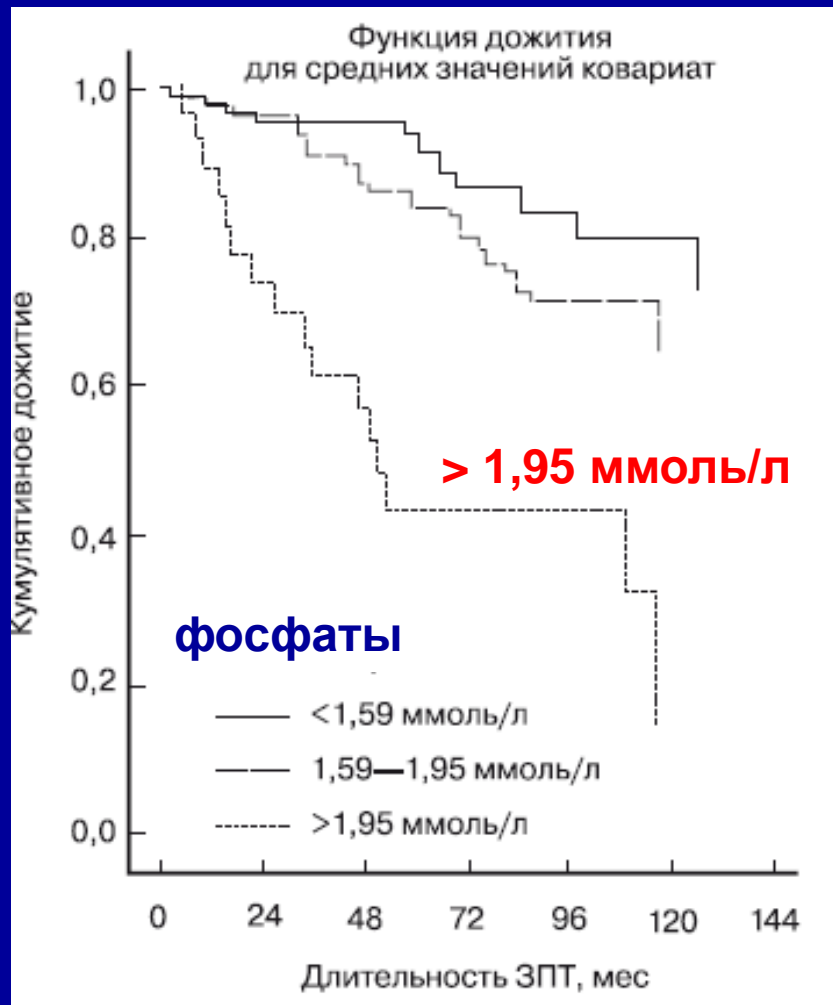 Функция дожития
для средних значений ковариат
Кумулятивное дожитие
1,0
0,8
0,6
0,4
0,2
0,0
> 1,95 ммоль/л
фосфаты
<1,59 ммоль/л
1,59—1,95 ммоль/л
>1,95 ммоль/л
0 24 48 72 96 120 144
Длительность ЗПТ, мес